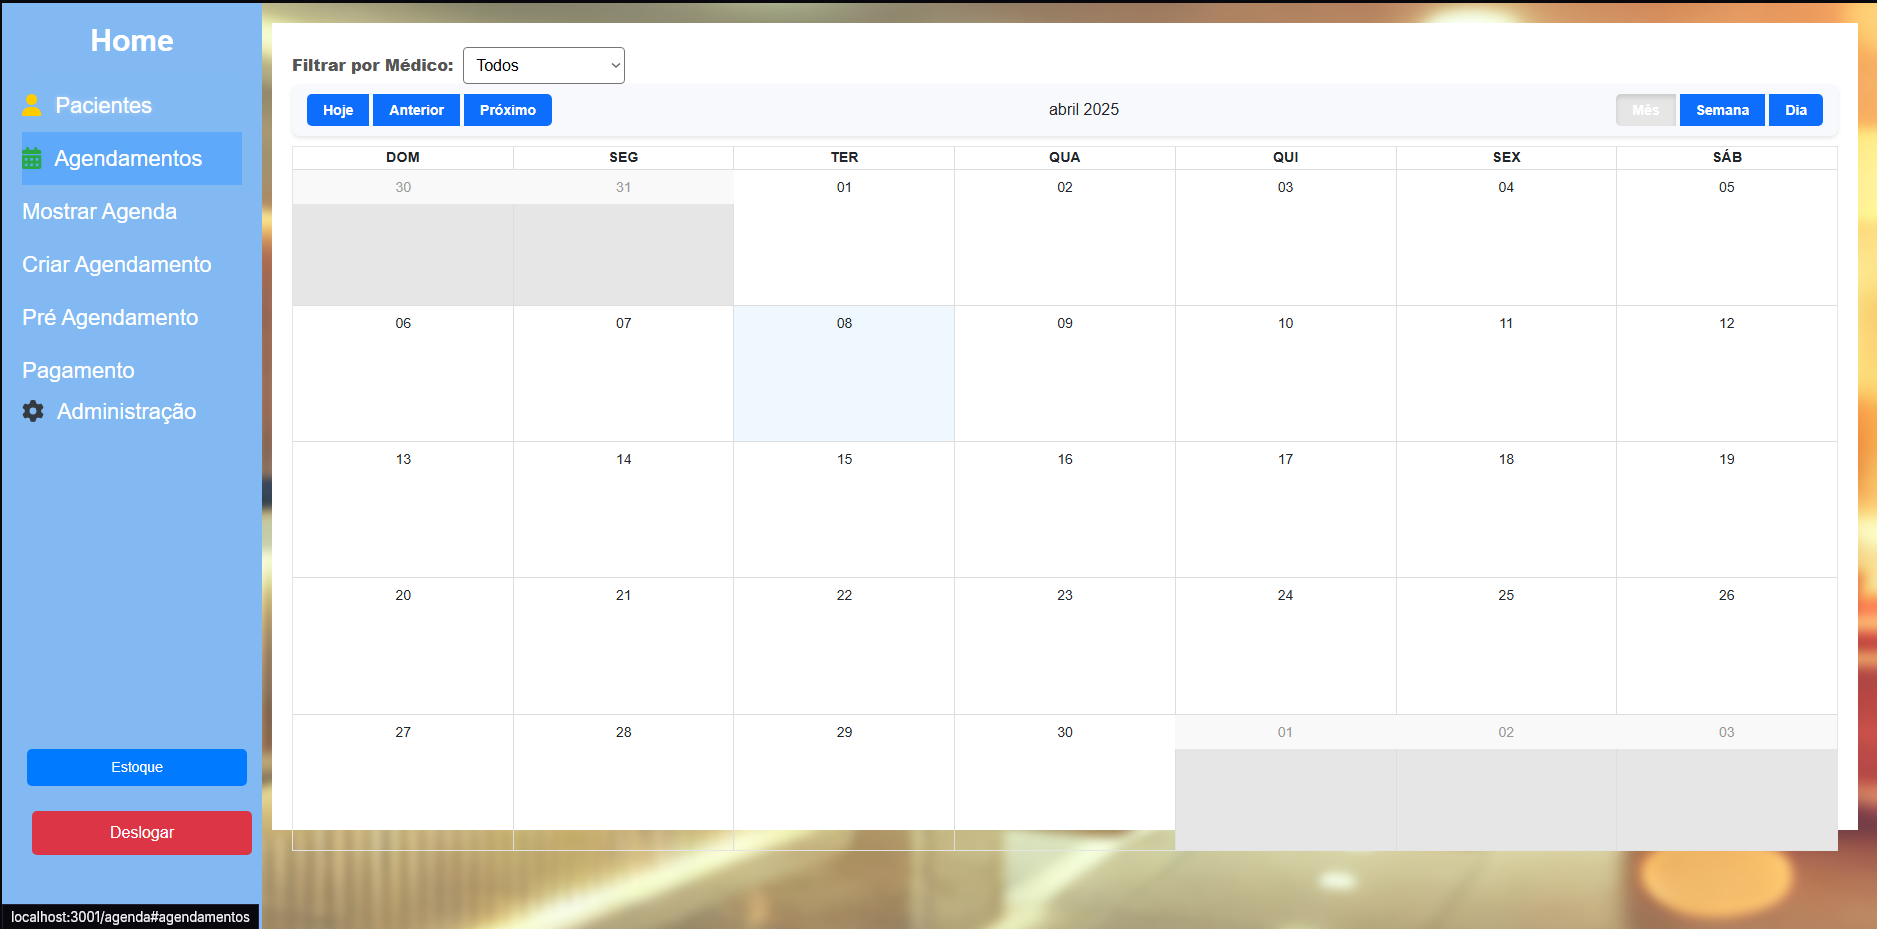 Home
Pacientes
Agendamentos
Mostrar Agenda
Criar Agendamento
Pré Agendamento
Pagamento
Administração
Estoque
Deslogar
localhost:3001/agenda#agendamentos
Filtrar por Médico: Todos
Hoje Anterior Próximo abril 2025 Mês Semana Dia
DOM SEG TER QUA QUI SEX SÁB
30 31 01 02 03 04 05
06 07 08 09 10 11 12
13 14 15 16 17 18 19
20 21 22 23 24 25 26
27 28 29 30 01 02 03